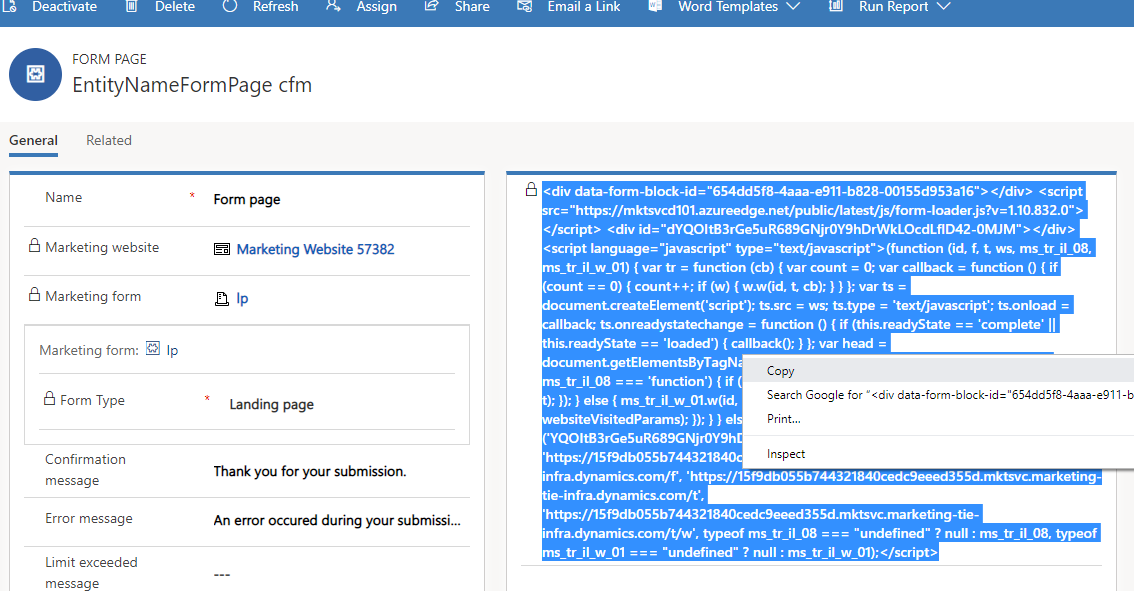 Deactivate Delete Refresh Assign Share Email a Link Word Templates Run Report
FORM PAGE
EntityNameFormPage cfm
General Related
Name * Form page
Marketing website Marketing Website 57382
Marketing form lp
Marketing form: lp
Form Type * Landing page
Confirmation
message
Thank you for your submission.
Error message An error occured during your submissi...
Limit exceeded
message
---
<div data-form-block-id="654dd5f8-4aaa-e911-b828-00155d953a16"></div> <script
src="https://mktsvcd101.azureedge.net/public/latest/js/form-loader.js?v=1.10.832.0">
</script> <div id="dYQOItB3rGe5uR689GNjr0Y9hDrWkLOcdLflD42-0MJM"></div>
<script language="javascript" type="text/javascript">(function (id, f, t, ws, ms_tr_il_08,
ms_tr_il_w_01) { var tr = function (cb) { var count = 0; var callback = function () { if
(count == 0) { count++; if (w) { w.w(id, t, cb); } } }; var ts =
document.createElement('script'); ts.src = ws; ts.type = 'text/javascript'; ts.onload =
callback; ts.onreadystatechange = function () { if (this.readyState == 'complete' ||
this.readyState == 'loaded') { callback(); } }; var head =
document.getElementsByTagNa
ms_tr_il_08 === 'function') { if (
t); }); } else { ms_tr_il_w_01.w(id,
websiteVisitedParams); }); } } els
('YQOItB3rGe5uR689GNjr0Y9hD
'https://15f9db055b744321840cedc9eeed355d.mktsvc.marketing-tie-
infra.dynamics.com/f', 'https://15f9db055b744321840cedc9eeed355d.mktsvc.marketing-
tie-infra.dynamics.com/t',
'https://15f9db055b744321840cedc9eeed355d.mktsvc.marketing-tie-
infra.dynamics.com/t/w', typeof ms_tr_il_08 === "undefined" ? null : ms_tr_il_08, typeof
ms_tr_il_w_01 === "undefined" ? null : ms_tr_il_w_01);</script>
Copy
Search Google for “<div data-form-block-id="654dd5f8-4aaa-e911-b
Print...
Inspect